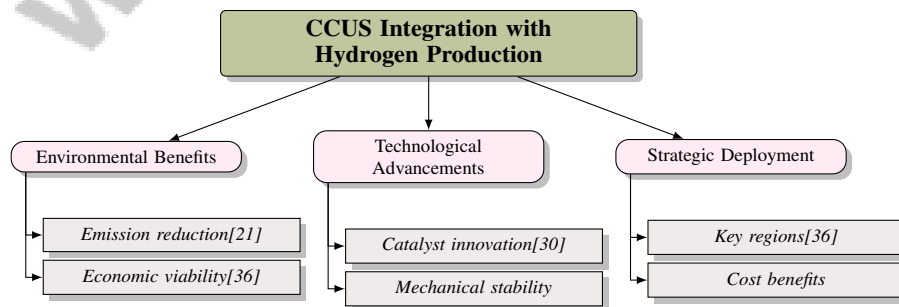 CCUS Integration with
Hydrogen Production
Environmental Benefits
Emission reduction[21]
Economic viability[36]
Technological
Advancements
Catalyst innovation[30]
Mechanical stability
Strategic Deployment
Key regions[36]
Cost benefits